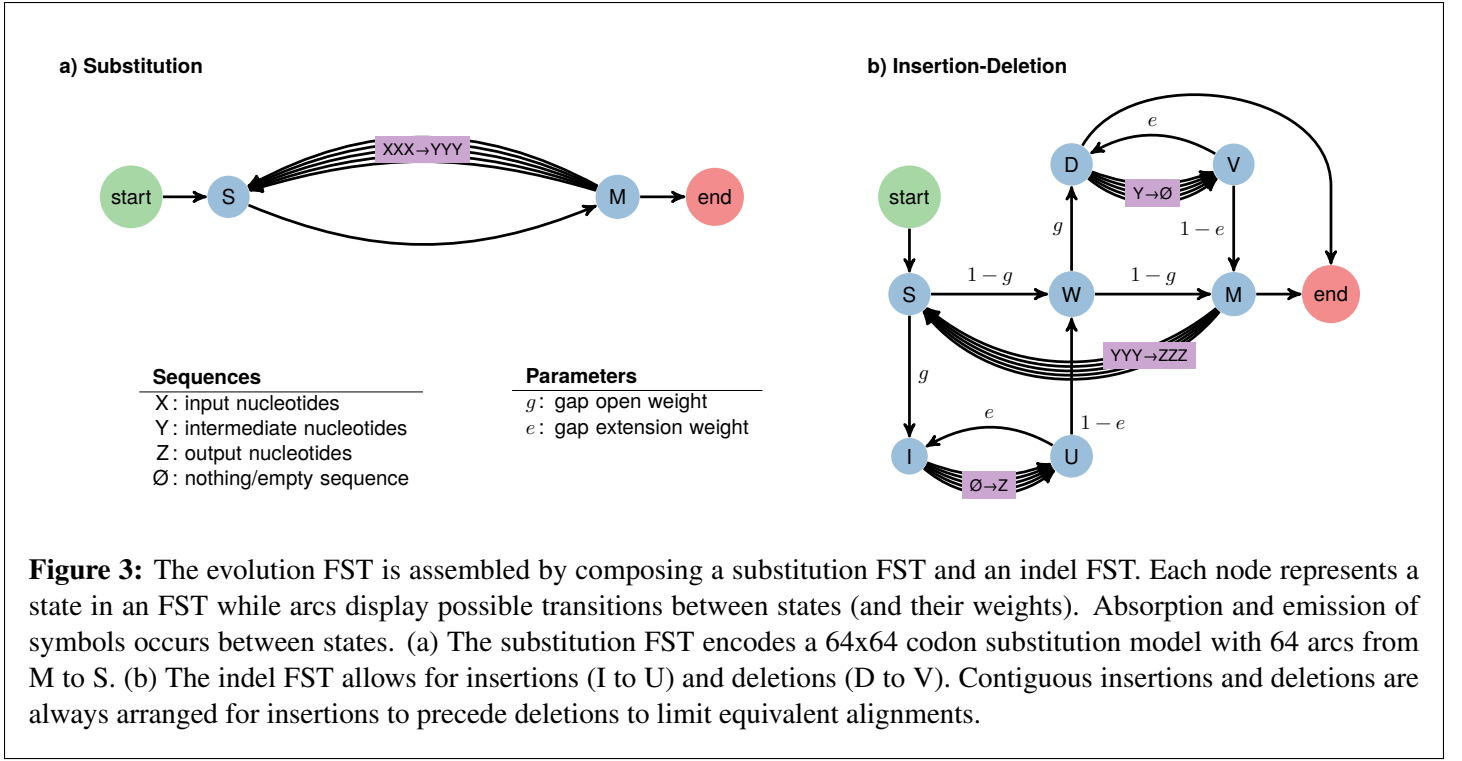 a) Substitution
XXX→YYY
start
S
M
end
b) Insertion-Deletion
e
D
V
Y→Ø
start
g
1 − e
1 − g
1 − g
S
W
M
end
YYY→ZZZ
g
e
1 − e
I
U
Ø→Z
Sequences
X: input nucleotides
Y: intermediate nucleotides
Z: output nucleotides
Ø: nothing/empty sequence
Parameters
g: gap open weight
e: gap extension weight
Figure 3: The evolution FST is assembled by composing a substitution FST and an indel FST. Each node represents a
state in an FST while arcs display possible transitions between states (and their weights). Absorption and emission of
symbols occurs between states. (a) The substitution FST encodes a 64x64 codon substitution model with 64 arcs from
M to S. (b) The indel FST allows for insertions (I to U) and deletions (D to V). Contiguous insertions and deletions are
always arranged for insertions to precede deletions to limit equivalent alignments.